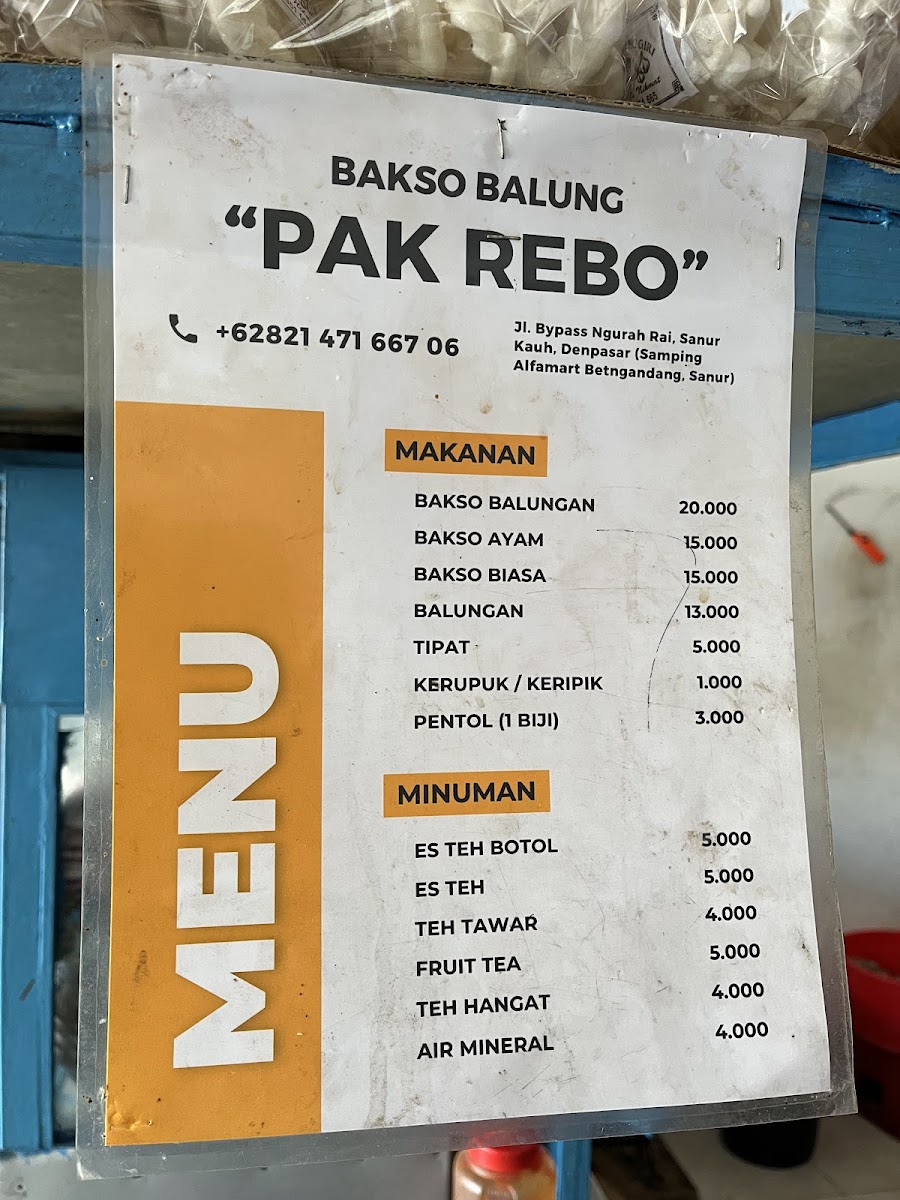 BAKSO BALUNG
“PAK REBO”
+62821 471 667 06
Jl. Bypass Ngurah Rai, Sanur
Kauh, Denpasar (Samping
Alfamart Betngandang, Sanur)
MENU
MAKANAN
BAKSO BALUNGAN 20.000
BAKSO AYAM 15.000
BAKSO BIASA 15.000
BALUNGAN 13.000
TIPAT 5.000
KERUPUK / KERIPIK 1.000
PENTOL (1 BIJI) 3.000
MINUMAN
ES TEH BOTOL 5.000
ES TEH 5.000
TEH TAWAR 4.000
FRUIT TEA 5.000
TEH HANGAT 4.000
AIR MINERAL 4.000